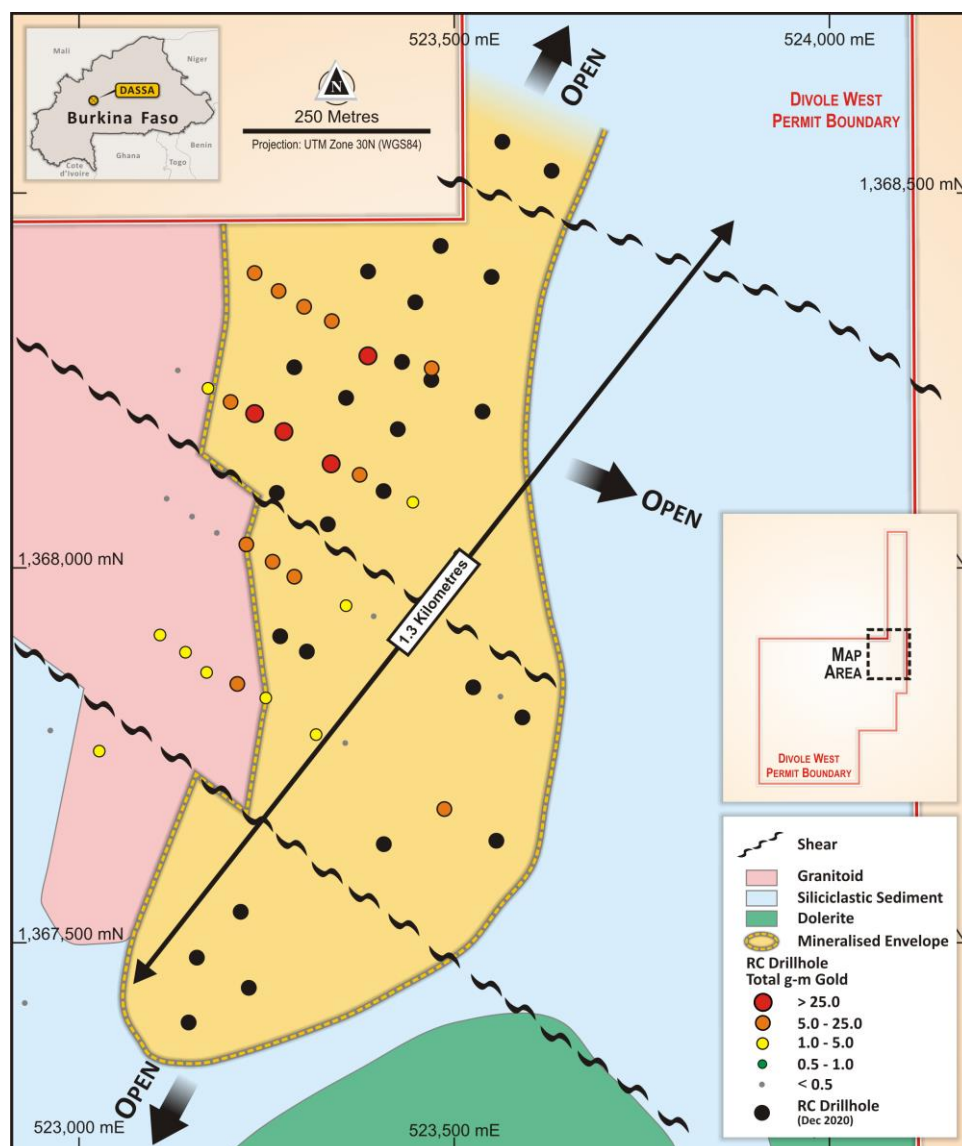 523,500 mE
524,000 mE
Mali
Niger
DASSA
Burkina Faso
Benin
Ghana
Togo
Cote
d'Ivoire
N
250 Metres
Projection: UTM Zone 30N (WGS84)
OPEN
DIVOLE WEST
PERMIT BOUNDARY
1,368,500 mN
OPEN
1,368,000 mN
1.3 Kilometres
MAP
AREA
DIVOLE WEST
PERMIT BOUNDARY
1,367,500 mN
Shear
Granitoid
Siliciclastic Sediment
Dolerite
Mineralised Envelope
RC Drillhole
Total g-m Gold
> 25.0
5.0 - 25.0
1.0 - 5.0
0.5 - 1.0
< 0.5
RC Drillhole
(Dec 2020)
OPEN
523,000 mE
523,500 mE